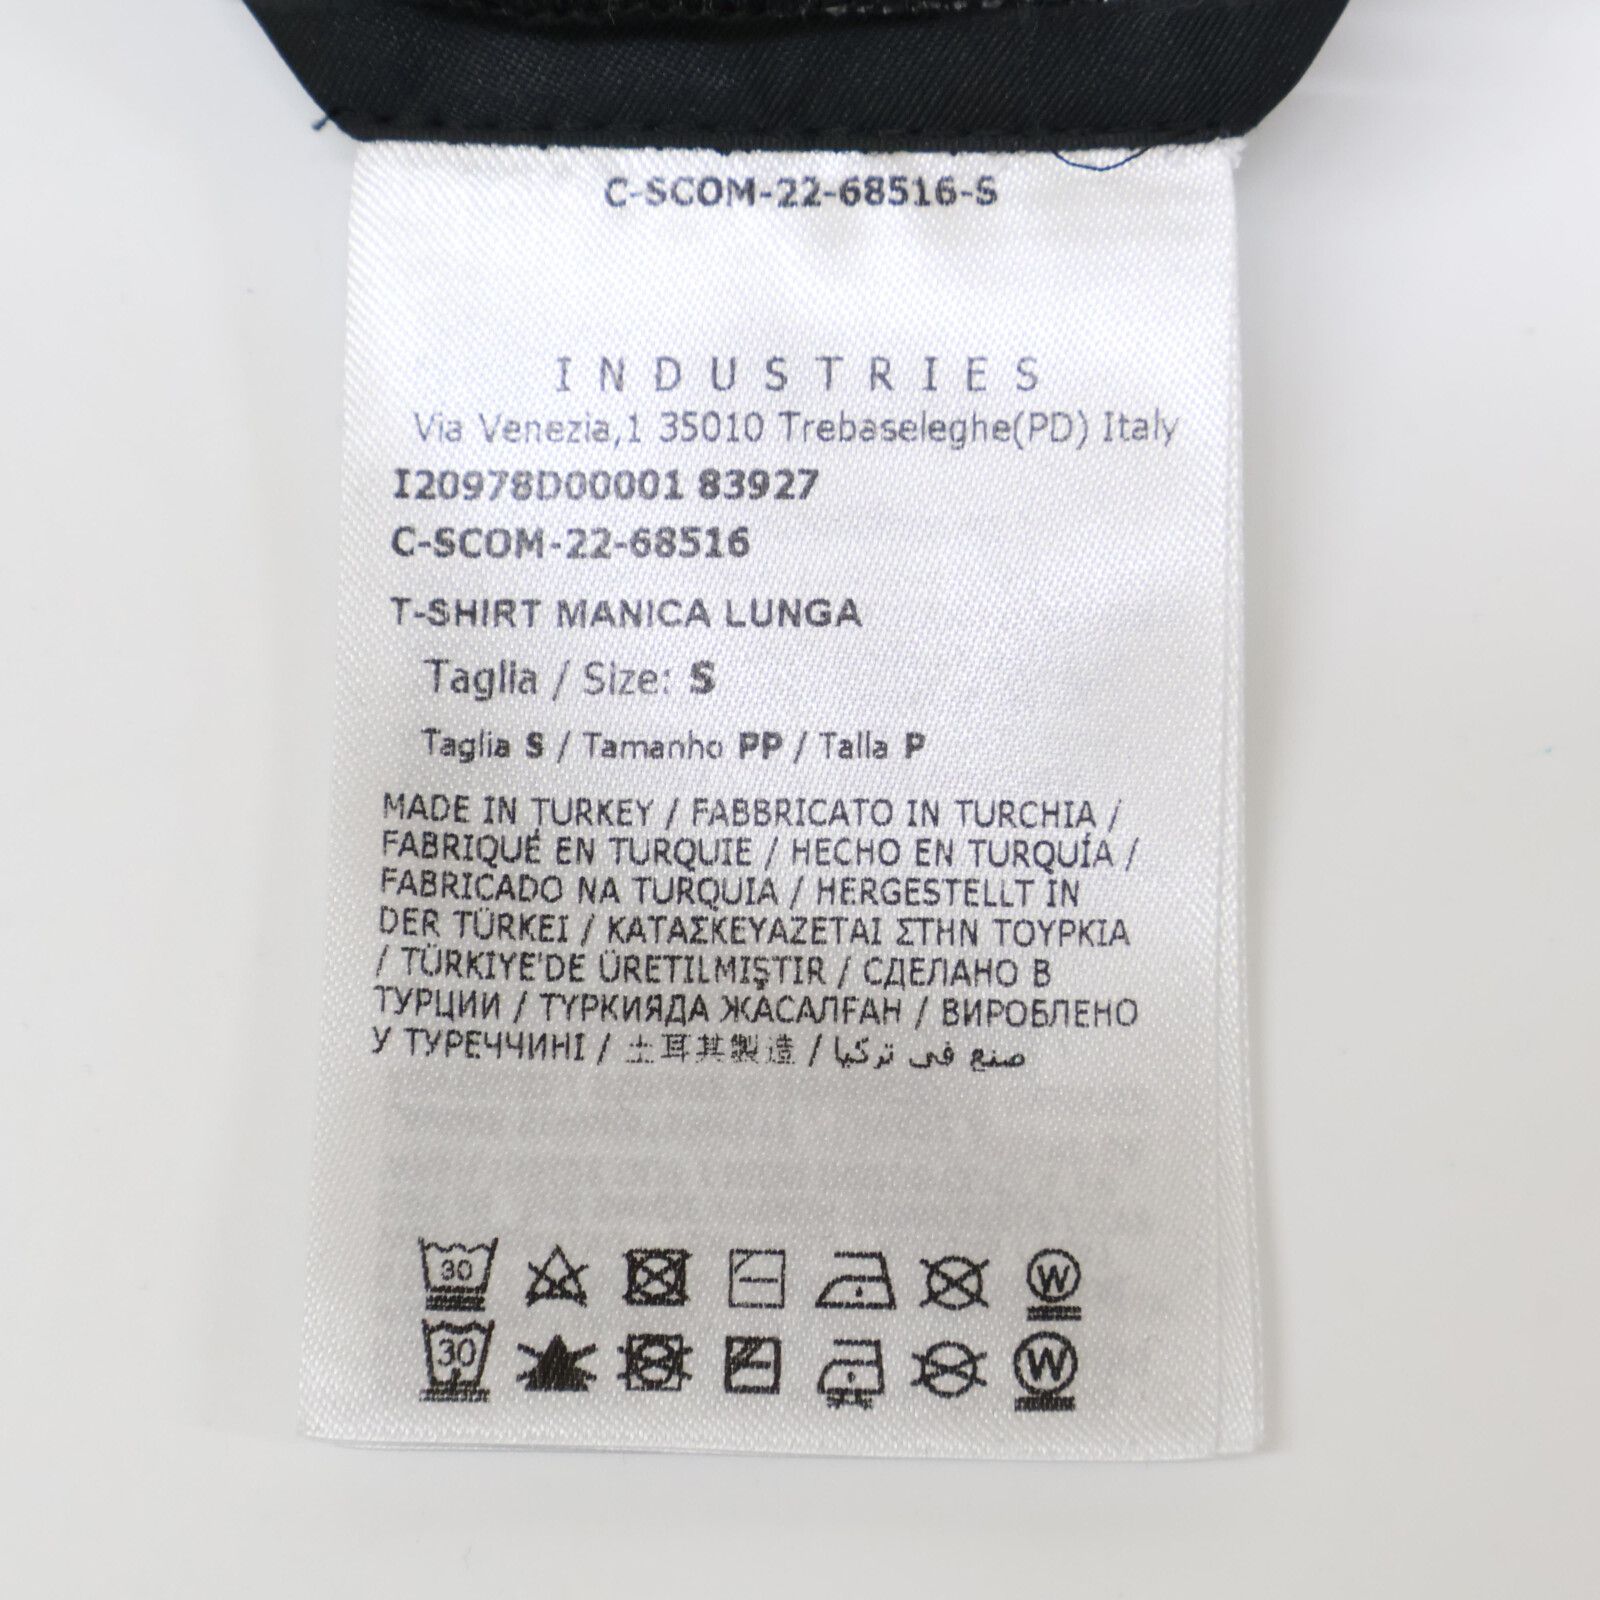 C-SCOM-22-68516-S
INDUSTRIES
Via Venezia,1 35010 Trebaseleghe(PD) Italy
I20978D00001 83927
C-SCOM-22-68516
T-SHIRT MANICA LUNGA
Taglia / Size: S
Taglia S / Tamanho PP / Talla P
MADE IN TURKEY / FABBRICATO IN TURCHIA /
FABRIQUÉ EN TURQUIE / HECHO EN TURQUÍA /
FABRICADO NA TURQUIA / HERGESTELLT IN
DER TÜRKEI / ΚΑΤΑΣΚΕΥΑΖΕΤΑΙ ΣΤΗΝ ΤΟΥΡΚΙΑ
/ TÜRKIYE'DE ÜRETILMIŞTIR / СДЕЛАНО В
ТУРЦИИ / ТҮРКИЯДА ЖАСАЛҒАН / ВИРОБЛЕНО
У ТУРЕЧЧИНІ / 土耳其製造 / صنع في تركيا
30 W
30 W